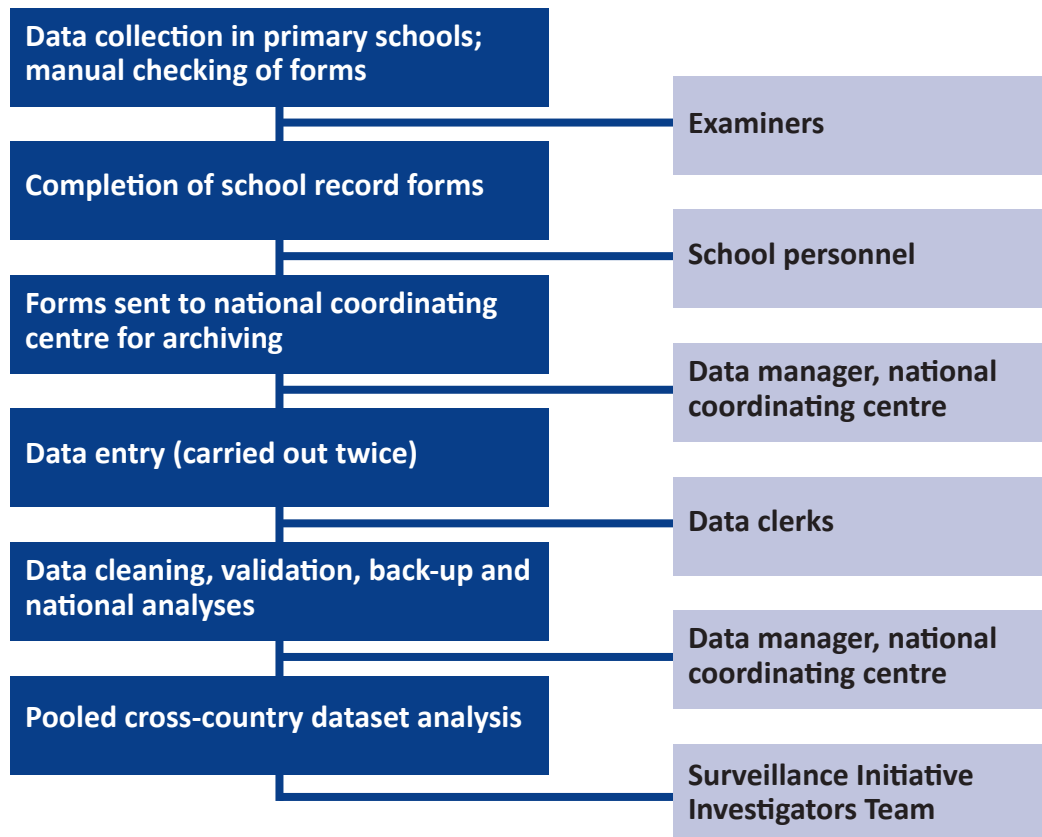 Data collection in primary schools;
manual checking of forms
Examiners
Completion of school record forms
School personnel
Forms sent to national coordinating
centre for archiving
Data manager, national
coordinating centre
Data entry (carried out twice)
Data clerks
Data cleaning, validation, back-up and
national analyses
Data manager, national
coordinating centre
Pooled cross-country dataset analysis
Surveillance Initiative
Investigators Team